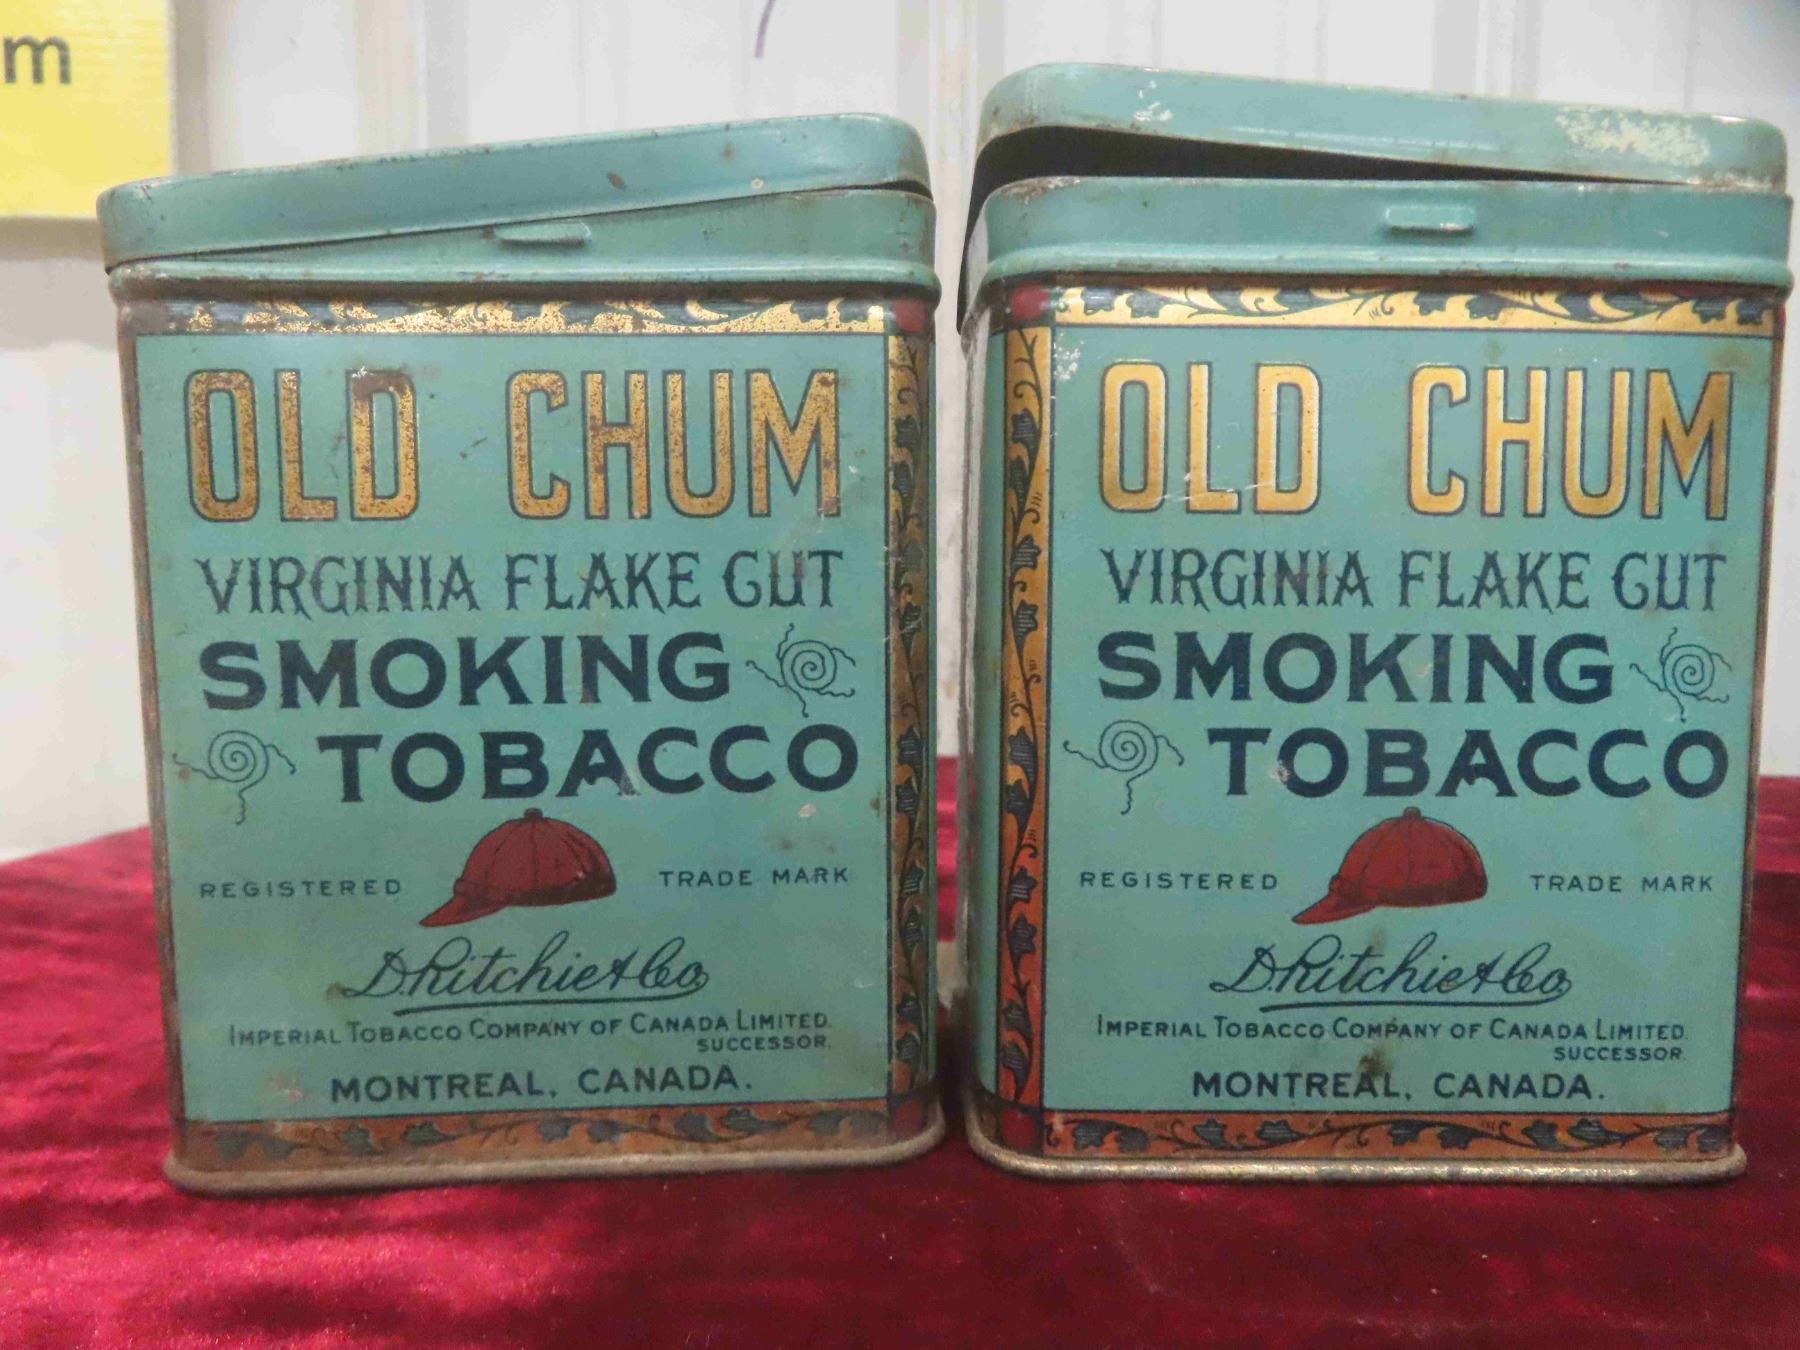 m
OLD CHUM
VIRGINIA FLAKE CUT
SMOKING
TOBACCO
REGISTERED TRADE MARK
D. Ritchie & Co.
IMPERIAL TOBACCO COMPANY OF CANADA LIMITED.
SUCCESSOR.
MONTREAL, CANADA.
OLD CHUM
VIRGINIA FLAKE CUT
SMOKING
TOBACCO
REGISTERED TRADE MARK
D. Ritchie & Co.
IMPERIAL TOBACCO COMPANY OF CANADA LIMITED.
SUCCESSOR.
MONTREAL, CANADA.